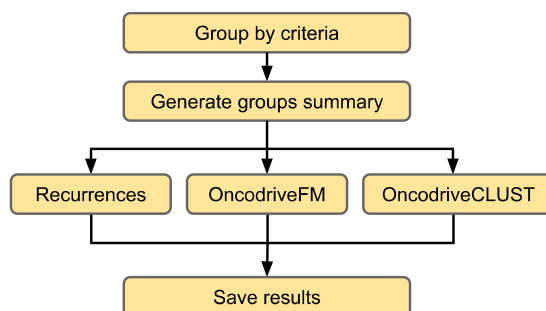 Group by criteria
Generate groups summary
Recurrences
OncodriveFM
OncodriveCLUST
Save results